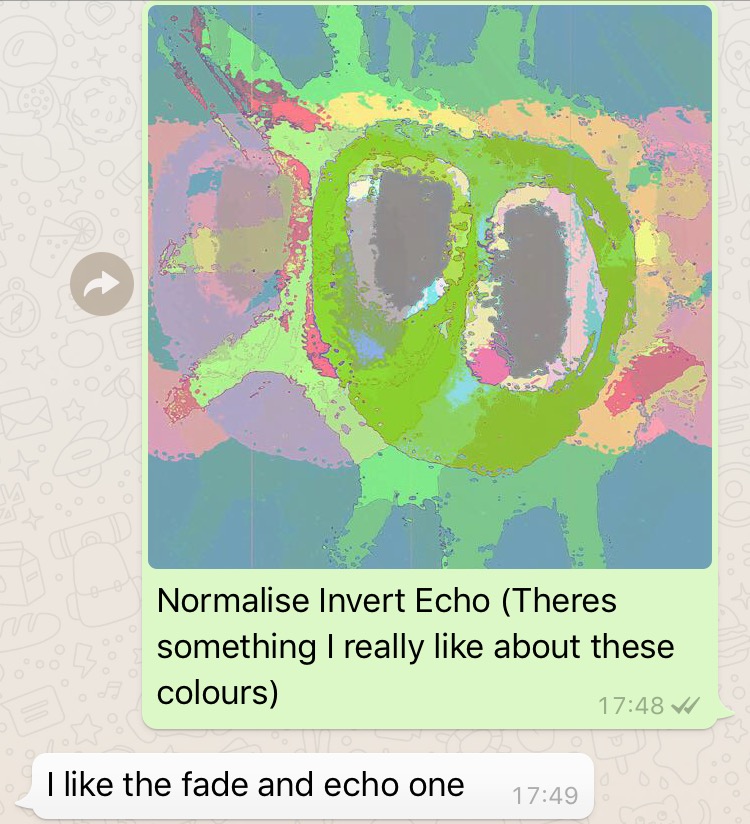 Normalise Invert Echo (Theres
something I really like about these
colours)
17:48
I like the fade and echo one
17:49